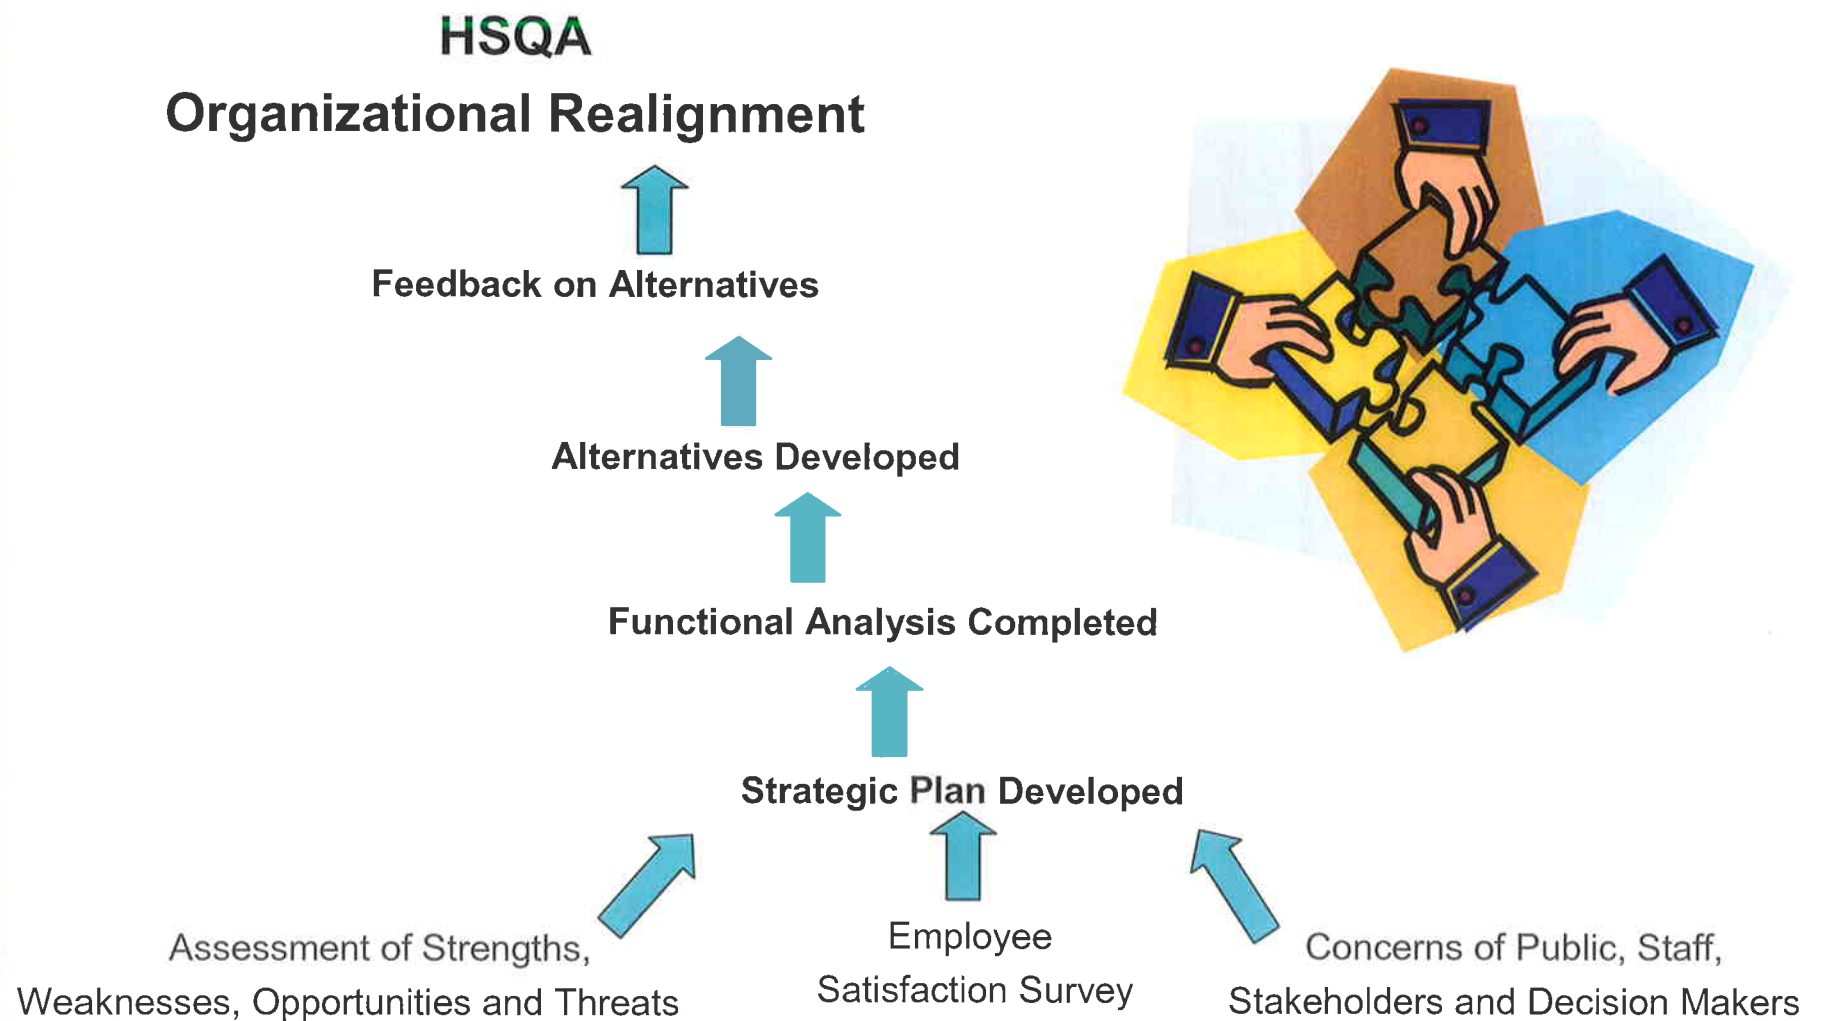 HSQA
Organizational Realignment
Feedback on Alternatives
Alternatives Developed
Functional Analysis Completed
Strategic Plan Developed
Assessment of Strengths,
Weaknesses, Opportunities and Threats
Employee
Satisfaction Survey
Concerns of Public, Staff,
Stakeholders and Decision Makers